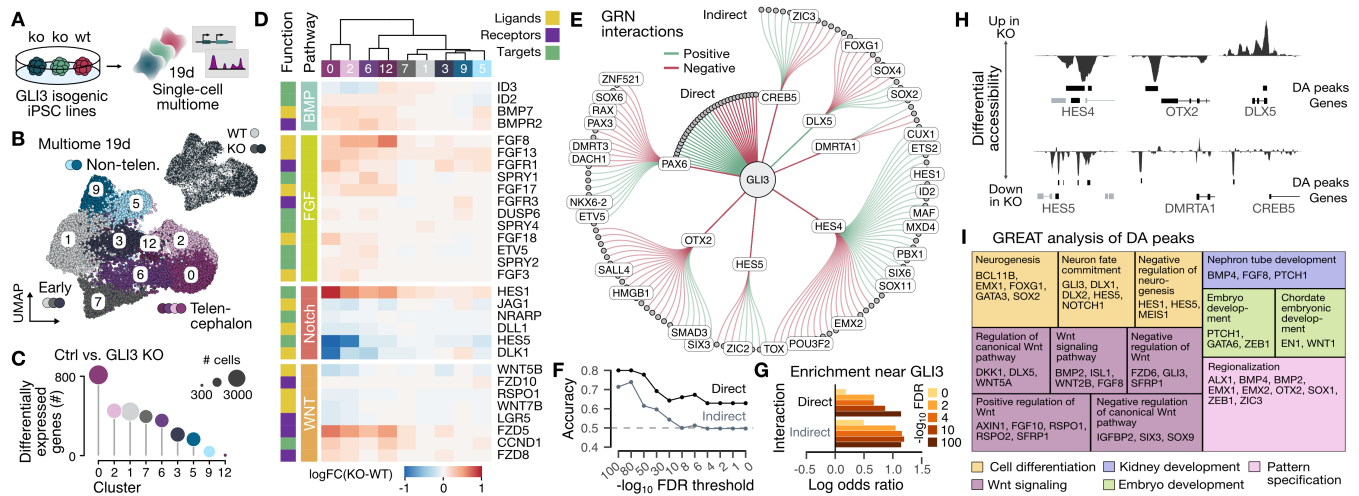 A
ko ko wt
GLI3 isogenic
iPSC lines
19d
Single-cell
multiome
B
Multiome 19d
WT
KO
Non-telen.
9
5
1
3
12
2
6
0
7
Early
Telen-
cephalon
UMAP
C
Ctrl vs. GLI3 KO
# cells
300
3000
Differentially
expressed
genes (#)
800
0
0 2 1 7 6 3 5 9 12
Cluster
D
Function
Pathway
Ligands
Receptors
Targets
0 2 6 12 7 1 3 9 5
BMP
ID3
ID2
BMP7
BMPR2
FGF
FGF8
FGF13
FGFR1
SPRY1
FGF17
FGFR3
DUSP6
SPRY4
FGF18
ETV5
SPRY2
FGF3
Notch
HES1
JAG1
NRARP
DLL1
HES5
DLK1
WNT
WNT5B
FZD10
RSPO1
WNT7B
LGR5
FZD5
CCND1
FZD8
logFC(KO-WT)
-1 0 1
E
GRN
interactions
Positive
Negative
Indirect
Direct
ZIC3
FOXG1
SOX4
SOX2
CUX1
ETS2
HES1
ID2
MAF
MXD4
PBX1
SIX6
SOX11
EMX2
POU3F2
TOX
ZIC2
SIX3
SMAD3
HMGB1
SALL4
ETV5
NKX6-2
DACH1
DMRT3
PAX3
RAX
SOX6
ZNF521
CREB5
DLX5
DMRTA1
PAX6
GLI3
HES4
OTX2
HES5
F
Accuracy
0.8
0.7
0.6
0.5
0.4
Direct
Indirect
100 80 50 30 10 8 6 4 2 1 0
-log10 FDR threshold
G
Enrichment near GLI3
Interaction
Direct
Indirect
-log10 FDR
0
2
4
10
100
-0.5 0.0 0.5 1.0 1.5
Log odds ratio
H
Up in
KO
Differential
accessibility
Down
in KO
DA peaks
Genes
HES4
OTX2
DLX5
DA peaks
Genes
HES5
DMRTA1
CREB5
I
GREAT analysis of DA peaks
Neurogenesis
BCL11B,
EMX1, FOXG1,
GATA3, SOX2
Neuron fate
commitment
GLI3, DLX1,
DLX2, HES5,
NOTCH1
Negative
regulation of
neuro-
genesis
HES1, HES5,
MEIS1
Nephron tube development
BMP4, FGF8, PTCH1
Embryo
develop-
ment
PTCH1,
GATA6, ZEB1
Chordate
embryonic
develop-
ment
EN1, WNT1
Regulation of
canonical Wnt
pathway
DKK1, DLX5,
WNT5A
Wnt
signaling
pathway
BMP2, ISL1,
WNT2B, FGF8
Negative
regulation of
Wnt
FZD6, GLI3,
SFRP1
Positive regulation of
Wnt
AXIN1, FGF10, RSPO1,
RSPO2, SFRP1
Negative regulation
of canonical Wnt
pathway
IGFBP2, SIX3, SOX9
Regionalization
ALX1, BMP4, BMP2,
EMX1, EMX2, OTX2, SOX1,
ZEB1, ZIC3
Cell differentiation
Wnt signaling
Kidney development
Embryo development
Pattern
specification